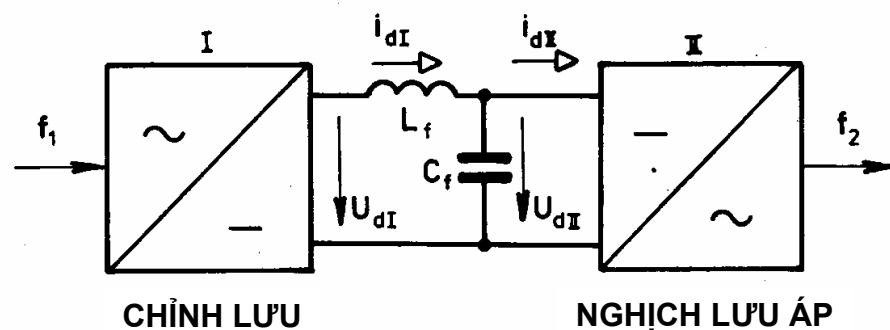 I
i_dI
i_dII
II
f_1
L_f
C_f
U_dI
U_dII
f_2
CHỈNH LƯU
NGHỊCH LƯU ÁP